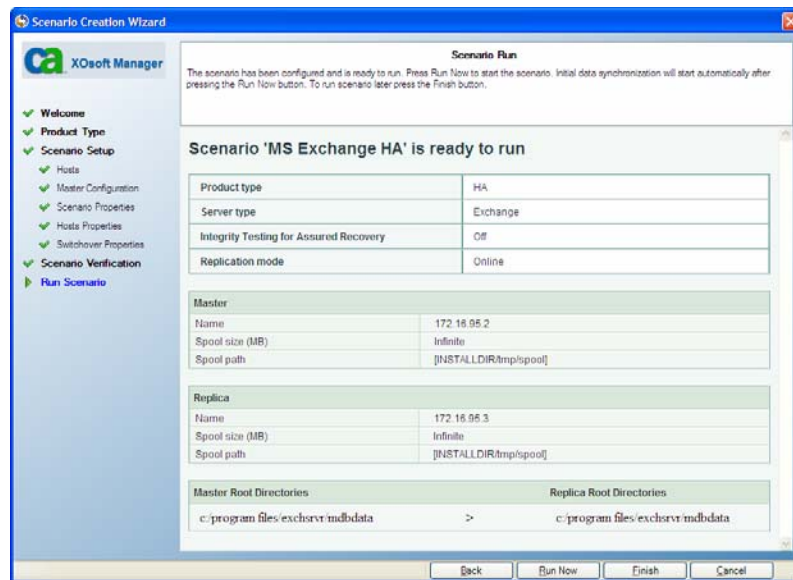 Scenario Creation Wizard
ca XOsoft Manager
Scenario Run
The scenario has been configured and is ready to run. Press Run Now to start the scenario. Initial data synchronization will start automatically after
pressing the Run Now button. To run scenario later press the Finish button.
Welcome
Product Type
Scenario Setup
Hosts
Master Configuration
Scenario Properties
Hosts Properties
Switchover Properties
Scenario Verification
Run Scenario
Scenario 'MS Exchange HA' is ready to run
Product type HA
Server type Exchange
Integrity Testing for Assured Recovery Off
Replication mode Online
Master
Name 172.16.95.2
Spool size (MB) Infinite
Spool path [INSTALLDIR/tmp/spool]
Replica
Name 172.16.95.3
Spool size (MB) Infinite
Spool path [INSTALLDIR/tmp/spool]
Master Root Directories Replica Root Directories
c:/program files/exchsrvr/mdbdata > c:/program files/exchsrvr/mdbdata
Back Run Now Finish Cancel